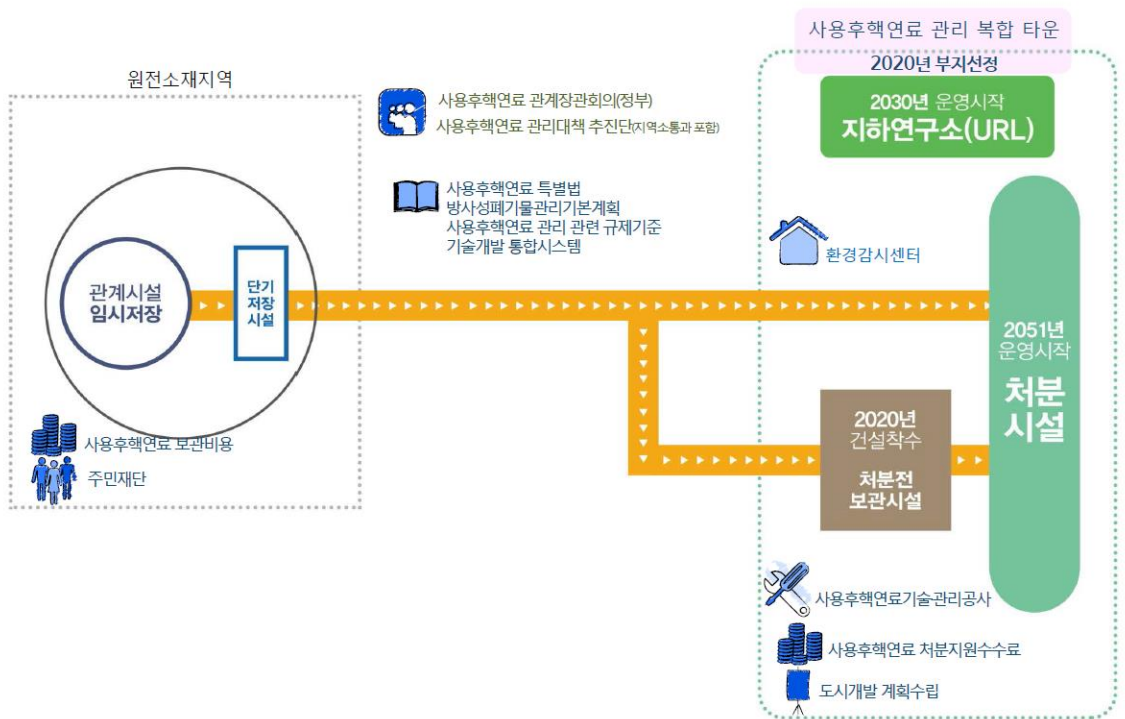 사용후핵연료 관리 복합 타운
2020년 부지선정
2030년 운영시작
지하연구소(URL)
원전소재지역
사용후핵연료 관계장관회의(정부)
사용후핵연료 관리대책 추진단(지역소통과 포함)
사용후핵연료 특별법
방사성폐기물관리기본계획
사용후핵연료 관리 관련 규제기준
기술개발 통합시스템
환경감시센터
관계시설
임시저장
단기
저장
시설
2051년
운영시작
처분
시설
2020년
건설착수
처분전
보관시설
사용후핵연료 보관비용
주민재단
사용후핵연료기술·관리공사
사용후핵연료 처분지원수수료
도시개발 계획수립